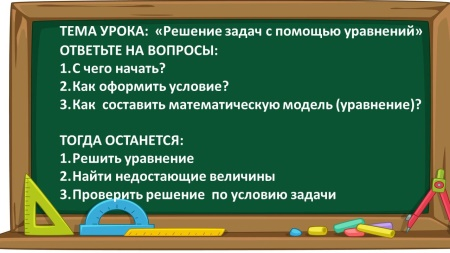 ТЕМА УРОКА: «Решение задач с помощью уравнений»
ОТВЕТЬТЕ НА ВОПРОСЫ:
1.С чего начать?
2.Как оформить условие?
3.Как составить математическую модель (уравнение)?
ТОГДА ОСТАНЕТСЯ:
1.Решить уравнение
2.Найти недостающие величины
3.Проверить решение по условию задачи